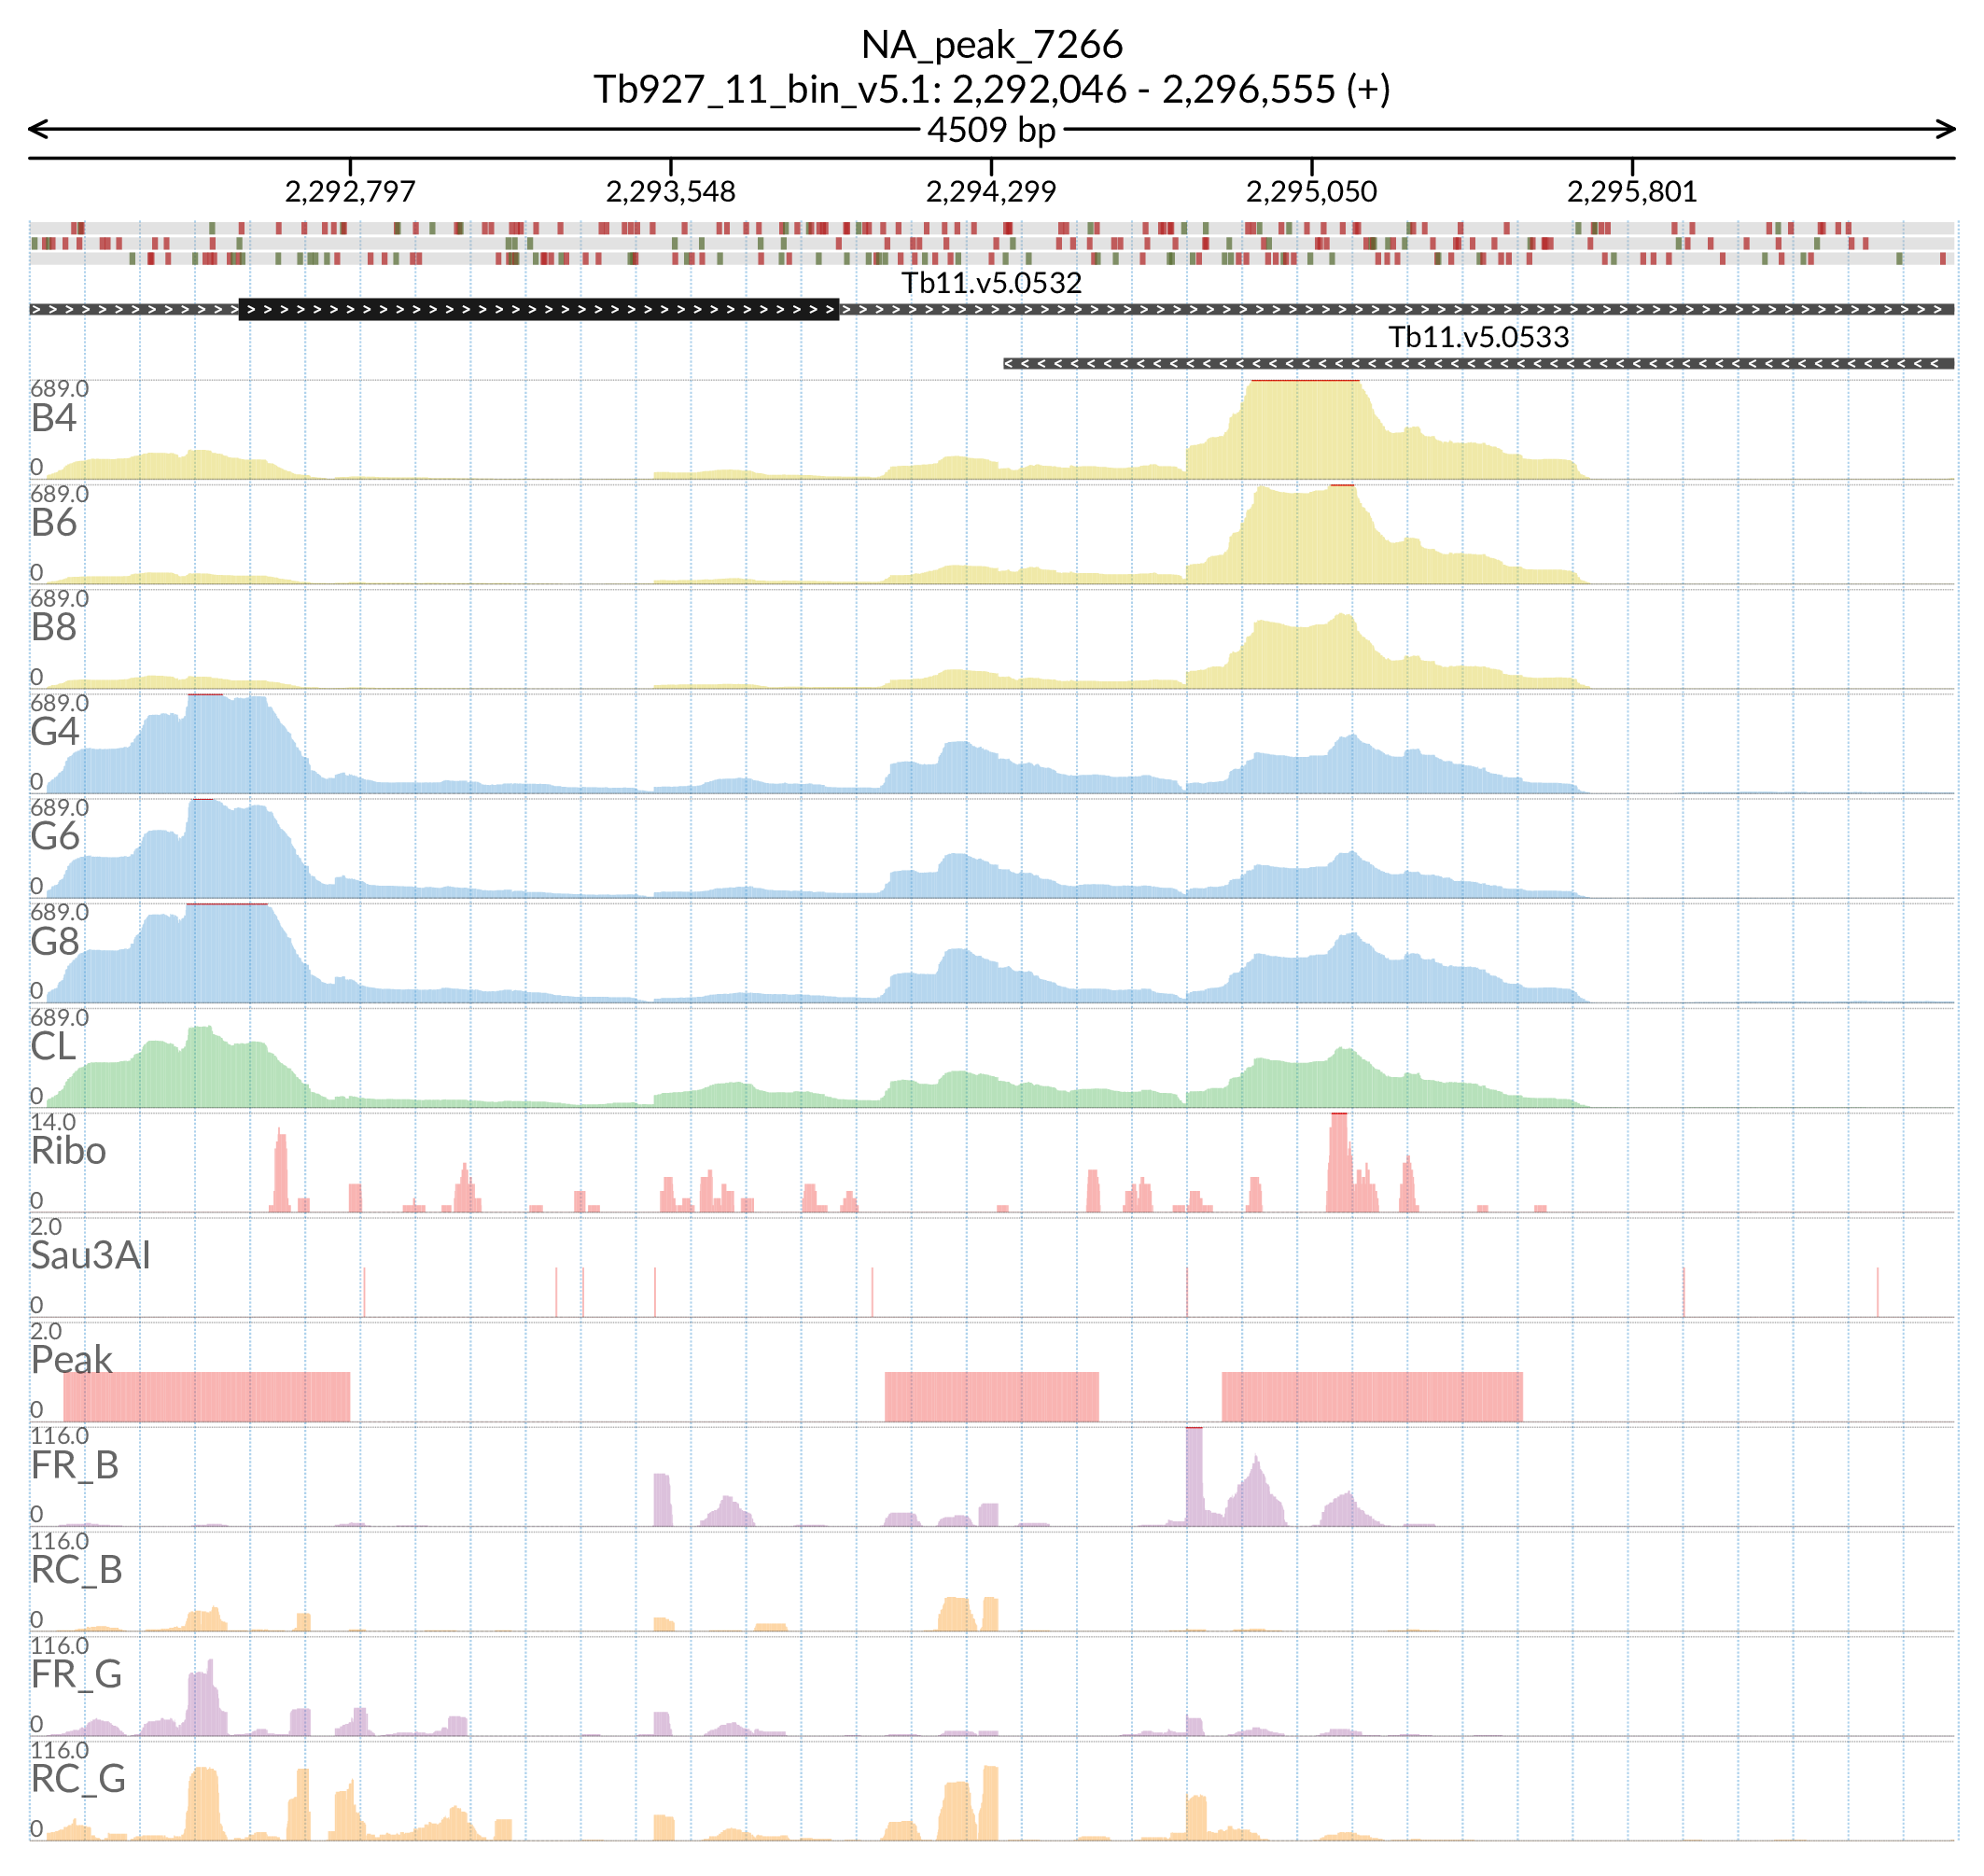 NA_peak_7266
Tb927_11_bin_v5.1: 2,292,046 - 2,296,555 (+)
4509 bp
2,292,797 2,293,548 2,294,299 2,295,050 2,295,801
Tb11.v5.0532
Tb11.v5.0533
689.0
B4
0
689.0
B6
0
689.0
B8
0
689.0
G4
0
689.0
G6
0
689.0
G8
0
689.0
CL
0
14.0
Ribo
0
2.0
Sau3AI
0
2.0
Peak
0
116.0
FR_B
0
116.0
RC_B
0
116.0
FR_G
0
116.0
RC_G
0